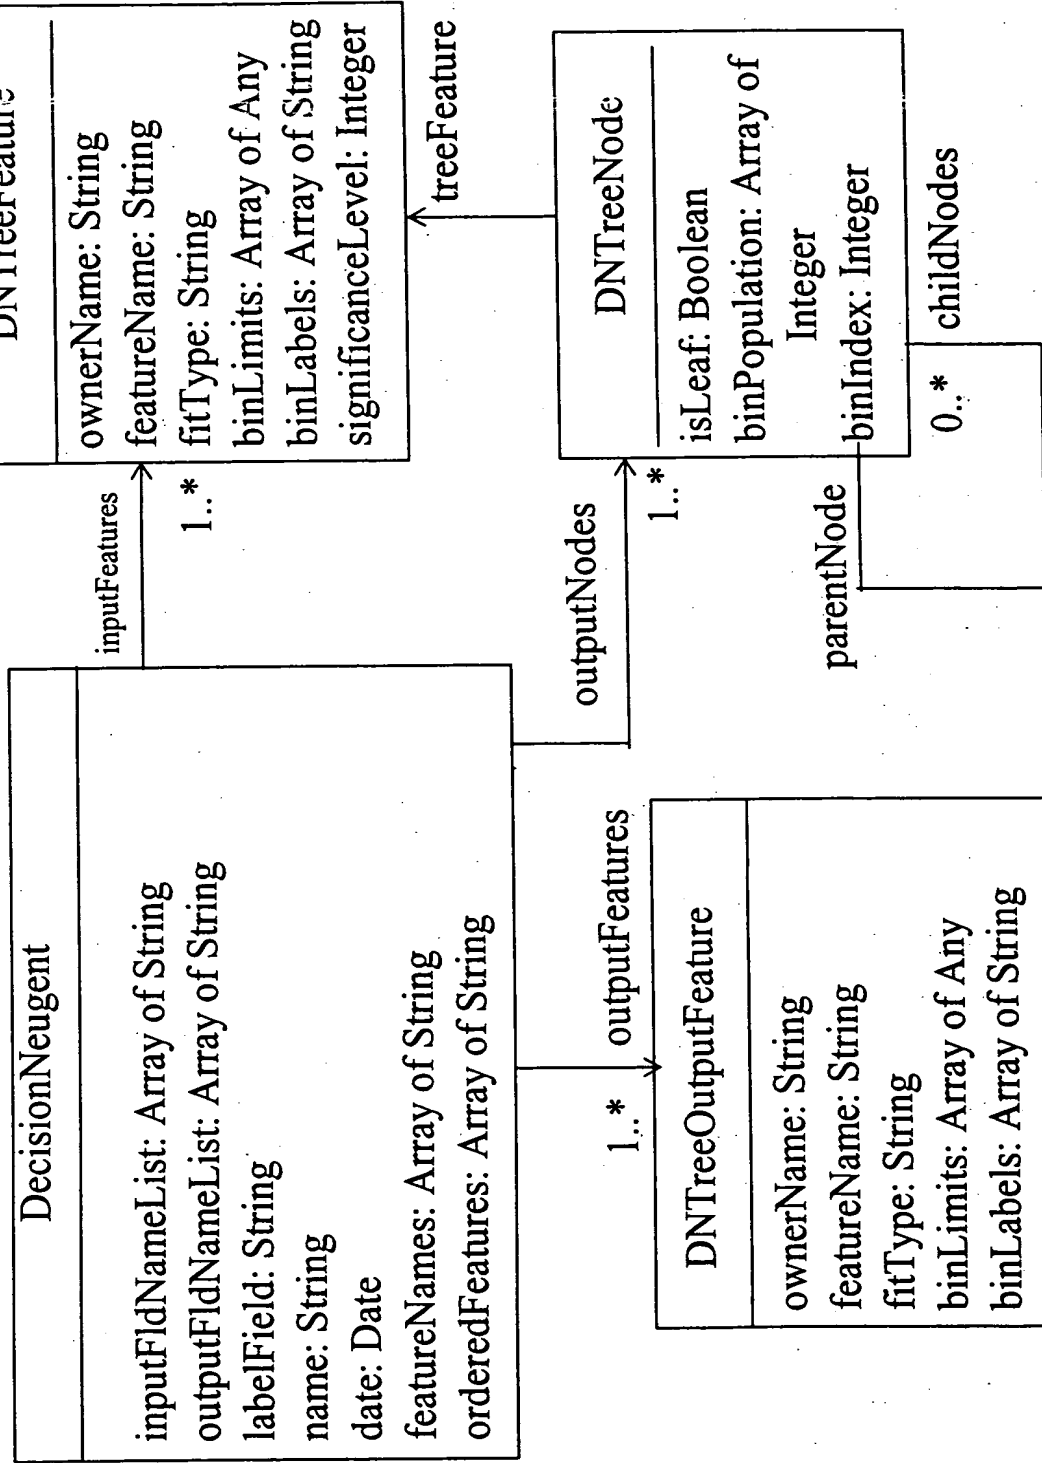 DecisionNeugent
inputFldNameList: Array of String
outputFldNameList: Array of String
labelField: String
name: String
date: Date
featureNames: Array of String
orderedFeatures: Array of String
inputFeatures
1..*
DNTreeFeature
ownerName: String
featureName: String
fitType: String
binLimits: Array of Any
binLabels: Array of String
significanceLevel: Integer
treeFeature
outputNodes
1..*
DNTreeNode
isLeaf: Boolean
binPopulation: Array of
Integer
binIndex: Integer
parentNode
0..*
childNodes
1..*
outputFeatures
DNTreeOutputFeature
ownerName: String
featureName: String
fitType: String
binLimits: Array of Any
binLabels: Array of String